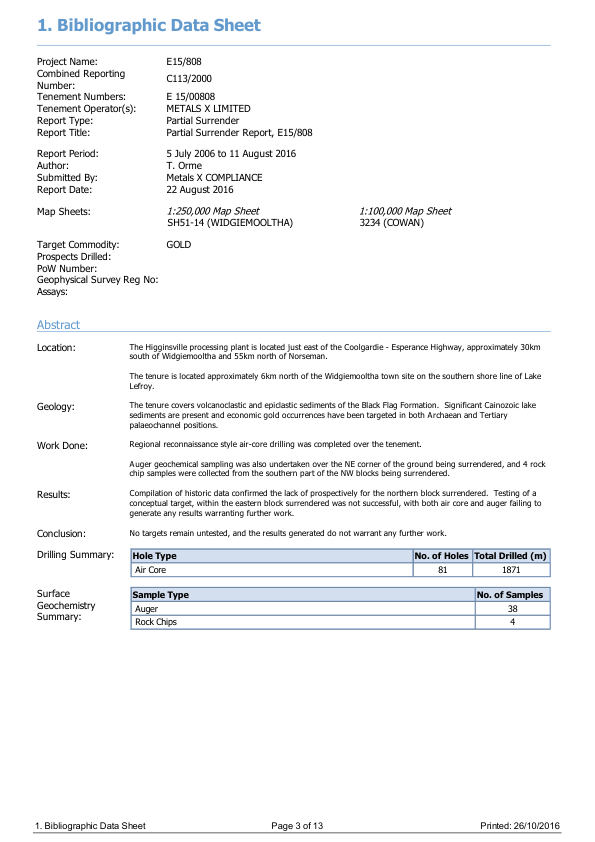 1. Bibliographic Data Sheet
Project Name: E15/808
Combined Reporting
Number: C113/2000
Tenement Numbers: E 15/00808
Tenement Operator(s): METALS X LIMITED
Report Type: Partial Surrender
Report Title: Partial Surrender Report, E15/808
Report Period: 5 July 2006 to 11 August 2016
Author: T. Orme
Submitted By: Metals X COMPLIANCE
Report Date: 22 August 2016
Map Sheets: 1:250,000 Map Sheet 1:100,000 Map Sheet
SH51-14 (WIDGIEMOOLTHA) 3234 (COWAN)
Target Commodity: GOLD
Prospects Drilled:
PoW Number:
Geophysical Survey Reg No:
Assays:
Abstract
Location: The Higginsville processing plant is located just east of the Coolgardie - Esperance Highway, approximately 30km
south of Widgiemooltha and 55km north of Norseman.
The tenure is located approximately 6km north of the Widgiemooltha town site on the southern shore line of Lake
Lefroy.
Geology: The tenure covers volcanoclastic and epiclastic sediments of the Black Flag Formation. Significant Cainozoic lake
sediments are present and economic gold occurrences have been targeted in both Archaean and Tertiary
palaeochannel positions.
Work Done: Regional reconnaissance style air-core drilling was completed over the tenement.
Auger geochemical sampling was also undertaken over the NE corner of the ground being surrendered, and 4 rock
chip samples were collected from the southern part of the NW blocks being surrendered.
Results: Compilation of historic data confirmed the lack of prospectively for the northern block surrendered. Testing of a
conceptual target, within the eastern block surrendered was not successful, with both air core and auger failing to
generate any results warranting further work.
Conclusion: No targets remain untested, and the results generated do not warrant any further work.
Drilling Summary: Hole Type No. of Holes Total Drilled (m)
Air Core 81 1871
Surface
Geochemistry
Summary:
Sample Type No. of Samples
Auger 38
Rock Chips 4
1. Bibliographic Data Sheet Page 3 of 13 Printed: 26/10/2016